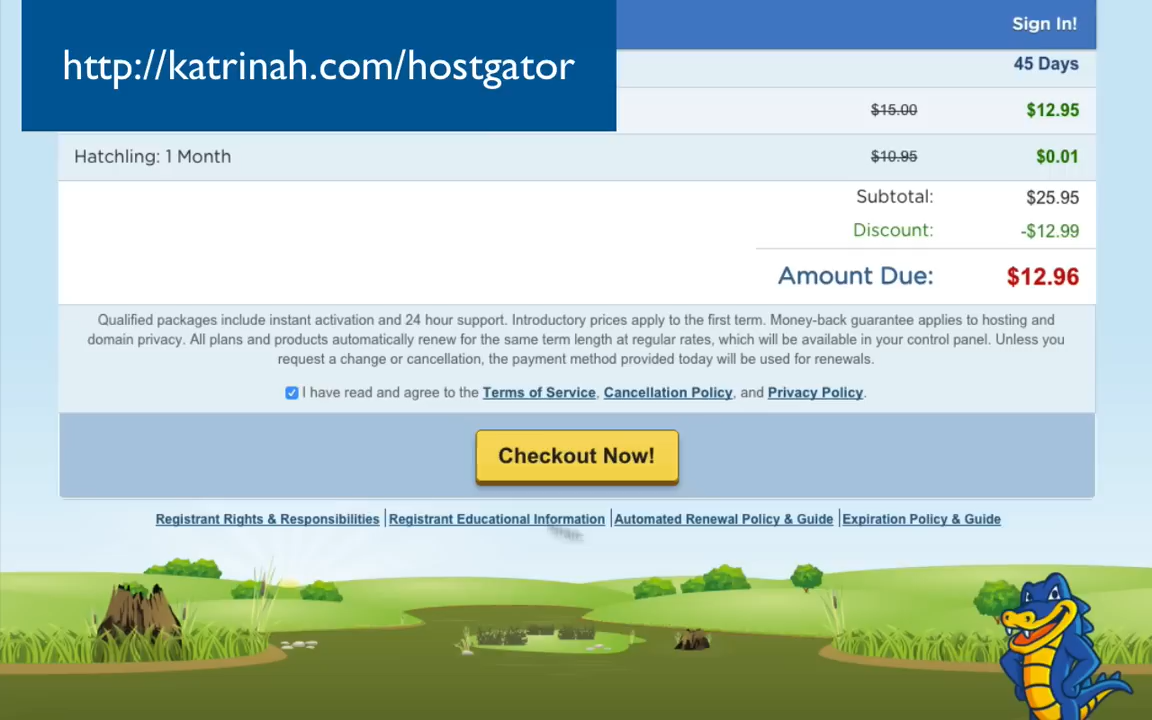 http://katrinah.com/hostgator
Sign In!
45 Days
$15.00 $12.95
Hatchling: 1 Month $10.95 $0.01
Subtotal: $25.95
Discount: -$12.99
Amount Due: $12.96
Qualified packages include instant activation and 24 hour support. Introductory prices apply to the first term. Money-back guarantee applies to hosting and
domain privacy. All plans and products automatically renew for the same term length at regular rates, which will be available in your control panel. Unless you
request a change or cancellation, the payment method provided today will be used for renewals.
I have read and agree to the Terms of Service, Cancellation Policy, and Privacy Policy.
Checkout Now!
Registrant Rights & Responsibilities | Registrant Educational Information | Automated Renewal Policy & Guide | Expiration Policy & Guide